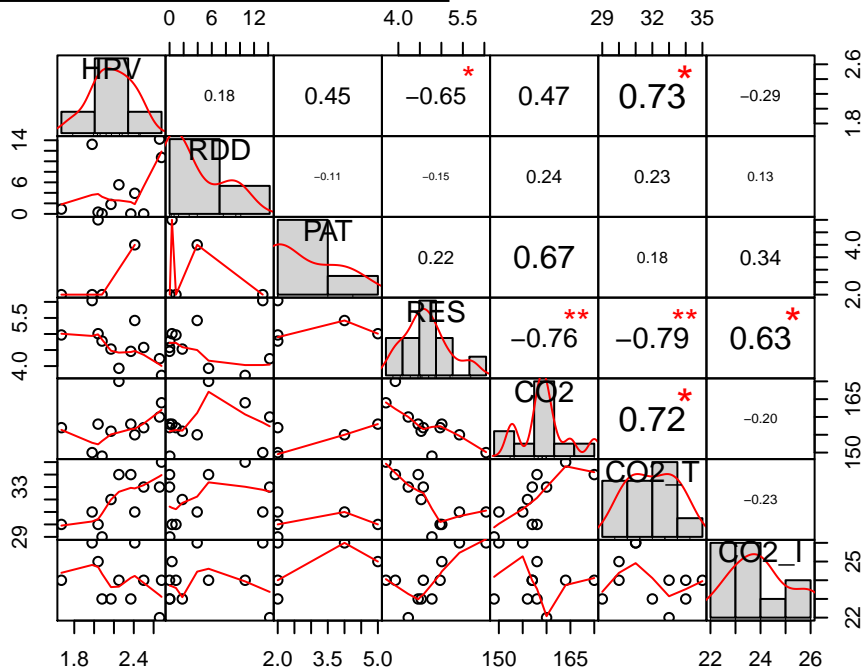 0 6 12 4.0 5.5 29 32 35
HPV 0.18 0.45 −0.65 * 0.47 0.73 * −0.29 1.8 2.6
0 6 14 RDD −0.11 −0.15 0.24 0.23 0.13
PAT 0.22 0.67 0.18 0.34 2.0 4.0
4.0 5.5 RES −0.76 ** −0.79 ** 0.63 *
CO2 0.72 * −0.20 150 165
29 33 CO2_T −0.23
CO2_I 22 25
1.8 2.4 2.0 3.5 5.0 150 165 22 24 26